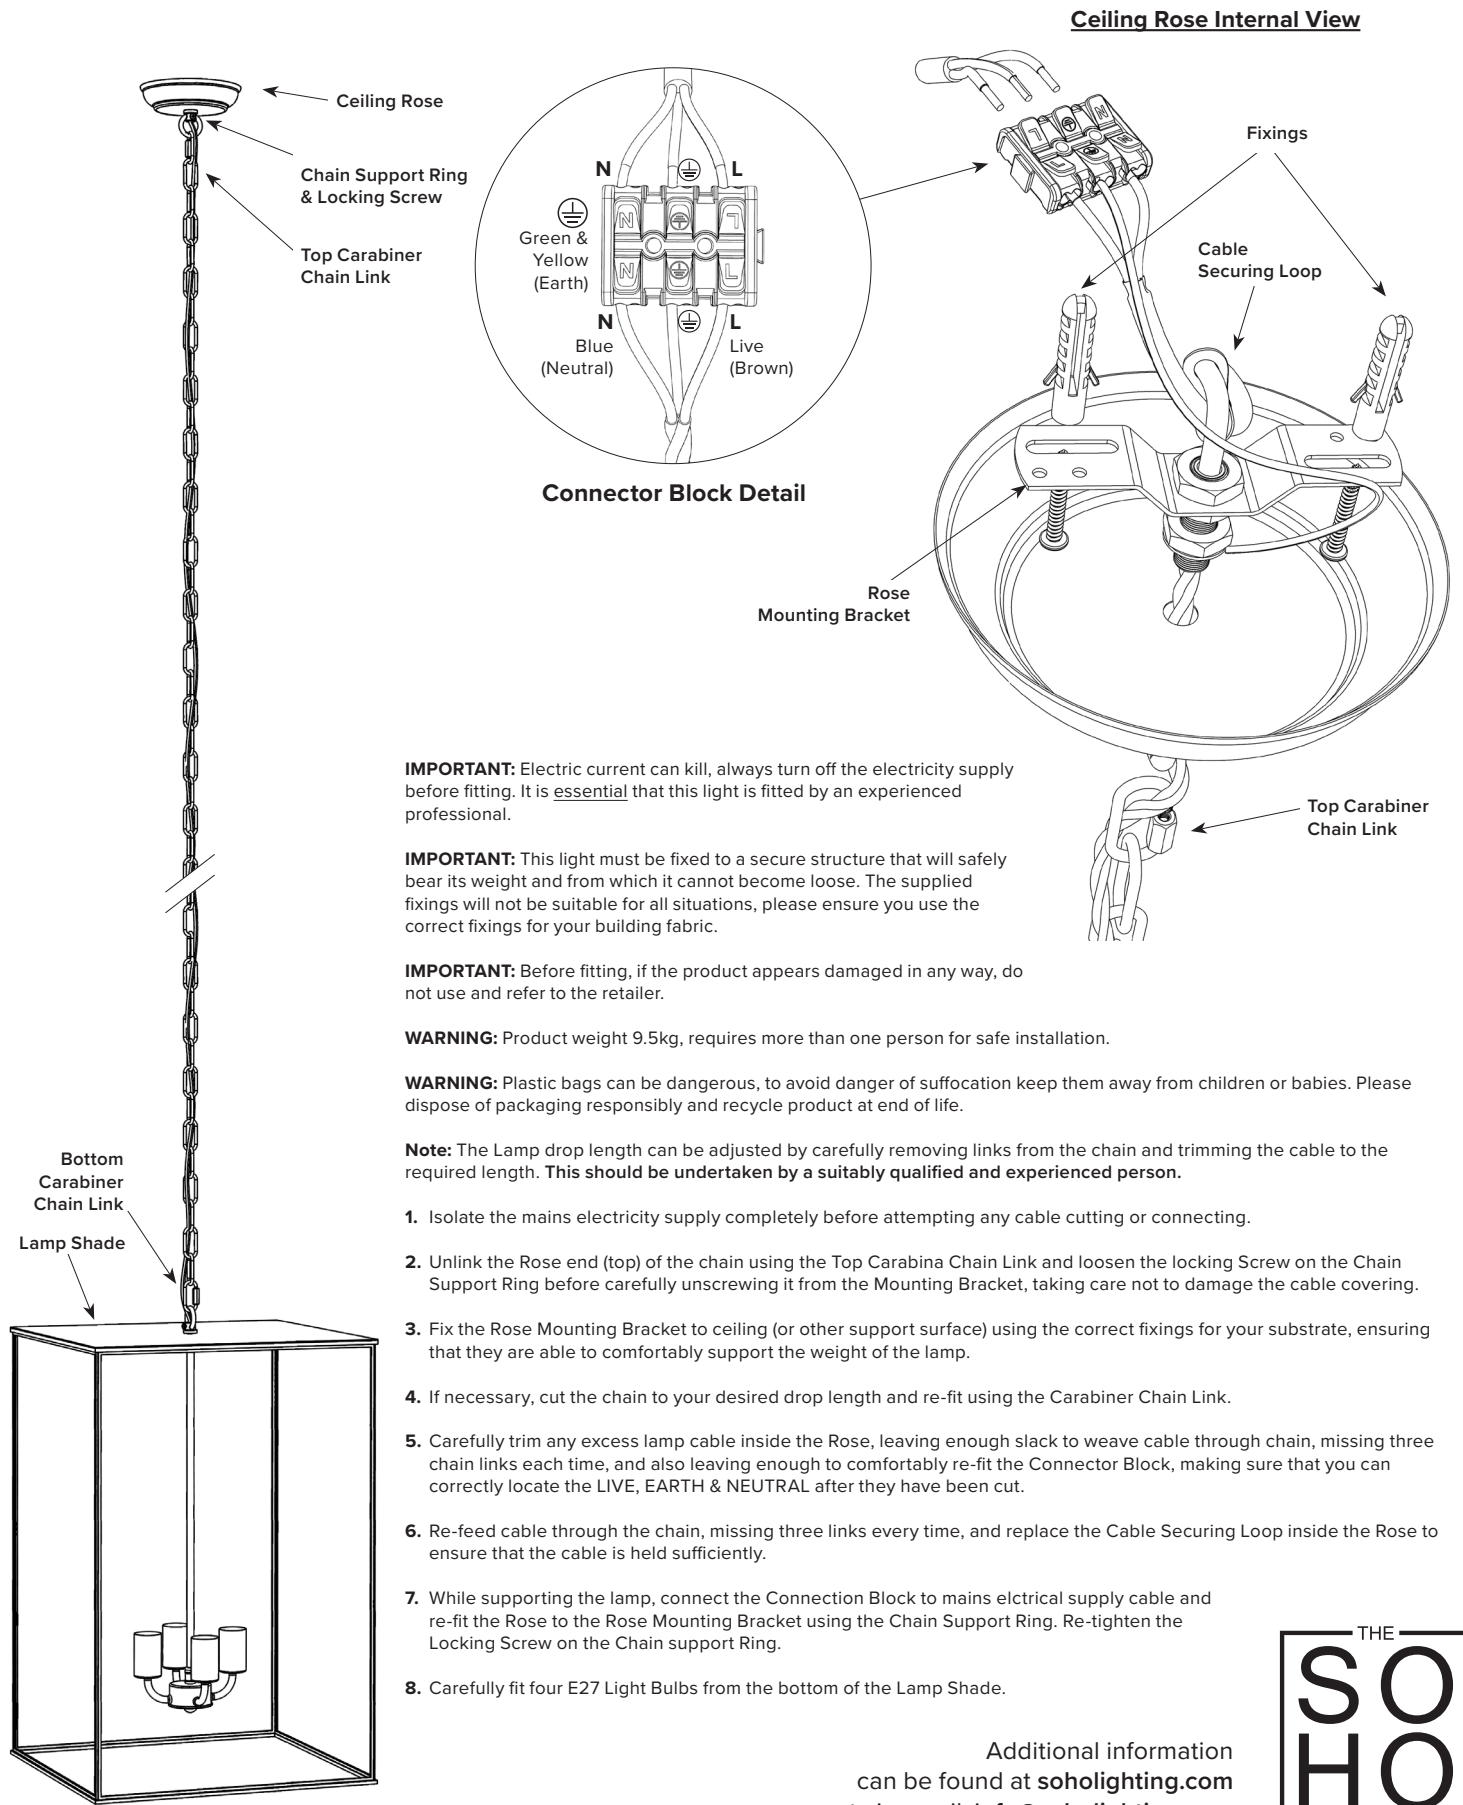 Ceiling Rose Internal View
Ceiling Rose
Chain Support Ring
& Locking Screw
Top Carabiner
Chain Link
N
L
Green &
Yellow
(Earth)
N
L
N
L
N
L
Blue
(Neutral)
Live
(Brown)
Connector Block Detail
L
N
L
N
Fixings
Cable
Securing Loop
Rose
Mounting Bracket
Top Carabiner
Chain Link
IMPORTANT: Electric current can kill, always turn off the electricity supply
before fitting. It is essential that this light is fitted by an experienced
professional.
IMPORTANT: This light must be fixed to a secure structure that will safely
bear its weight and from which it cannot become loose. The supplied
fixings will not be suitable for all situations, please ensure you use the
correct fixings for your building fabric.
IMPORTANT: Before fitting, if the product appears damaged in any way, do
not use and refer to the retailer.
WARNING: Product weight 9.5kg, requires more than one person for safe installation.
WARNING: Plastic bags can be dangerous, to avoid danger of suffocation keep them away from children or babies. Please
dispose of packaging responsibly and recycle product at end of life.
Note: The Lamp drop length can be adjusted by carefully removing links from the chain and trimming the cable to the
required length. This should be undertaken by a suitably qualified and experienced person.
Bottom
Carabiner
Chain Link
Lamp Shade
1. Isolate the mains electricity supply completely before attempting any cable cutting or connecting.
2. Unlink the Rose end (top) of the chain using the Top Carabina Chain Link and loosen the locking Screw on the Chain
Support Ring before carefully unscrewing it from the Mounting Bracket, taking care not to damage the cable covering.
3. Fix the Rose Mounting Bracket to ceiling (or other support surface) using the correct fixings for your substrate, ensuring
that they are able to comfortably support the weight of the lamp.
4. If necessary, cut the chain to your desired drop length and re-fit using the Carabiner Chain Link.
5. Carefully trim any excess lamp cable inside the Rose, leaving enough slack to weave cable through chain, missing three
chain links each time, and also leaving enough to comfortably re-fit the Connector Block, making sure that you can
correctly locate the LIVE, EARTH & NEUTRAL after they have been cut.
6. Re-feed cable through the chain, missing three links every time, and replace the Cable Securing Loop inside the Rose to
ensure that the cable is held sufficiently.
7. While supporting the lamp, connect the Connection Block to mains elctrical supply cable and
re-fit the Rose to the Rose Mounting Bracket using the Chain Support Ring. Re-tighten the
Locking Screw on the Chain support Ring.
8. Carefully fit four E27 Light Bulbs from the bottom of the Lamp Shade.
Additional information
can be found at soholighting.com
THE
SO
HO